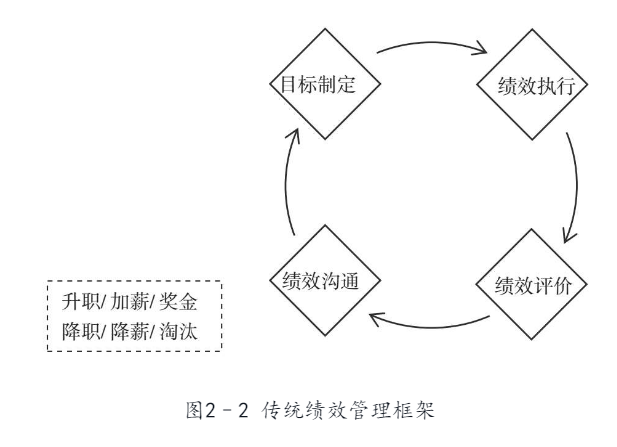 目标制定
绩效执行
绩效沟通
绩效评价
升职/加薪/奖金
降职/降薪/淘汰
图2-2 传统绩效管理框架